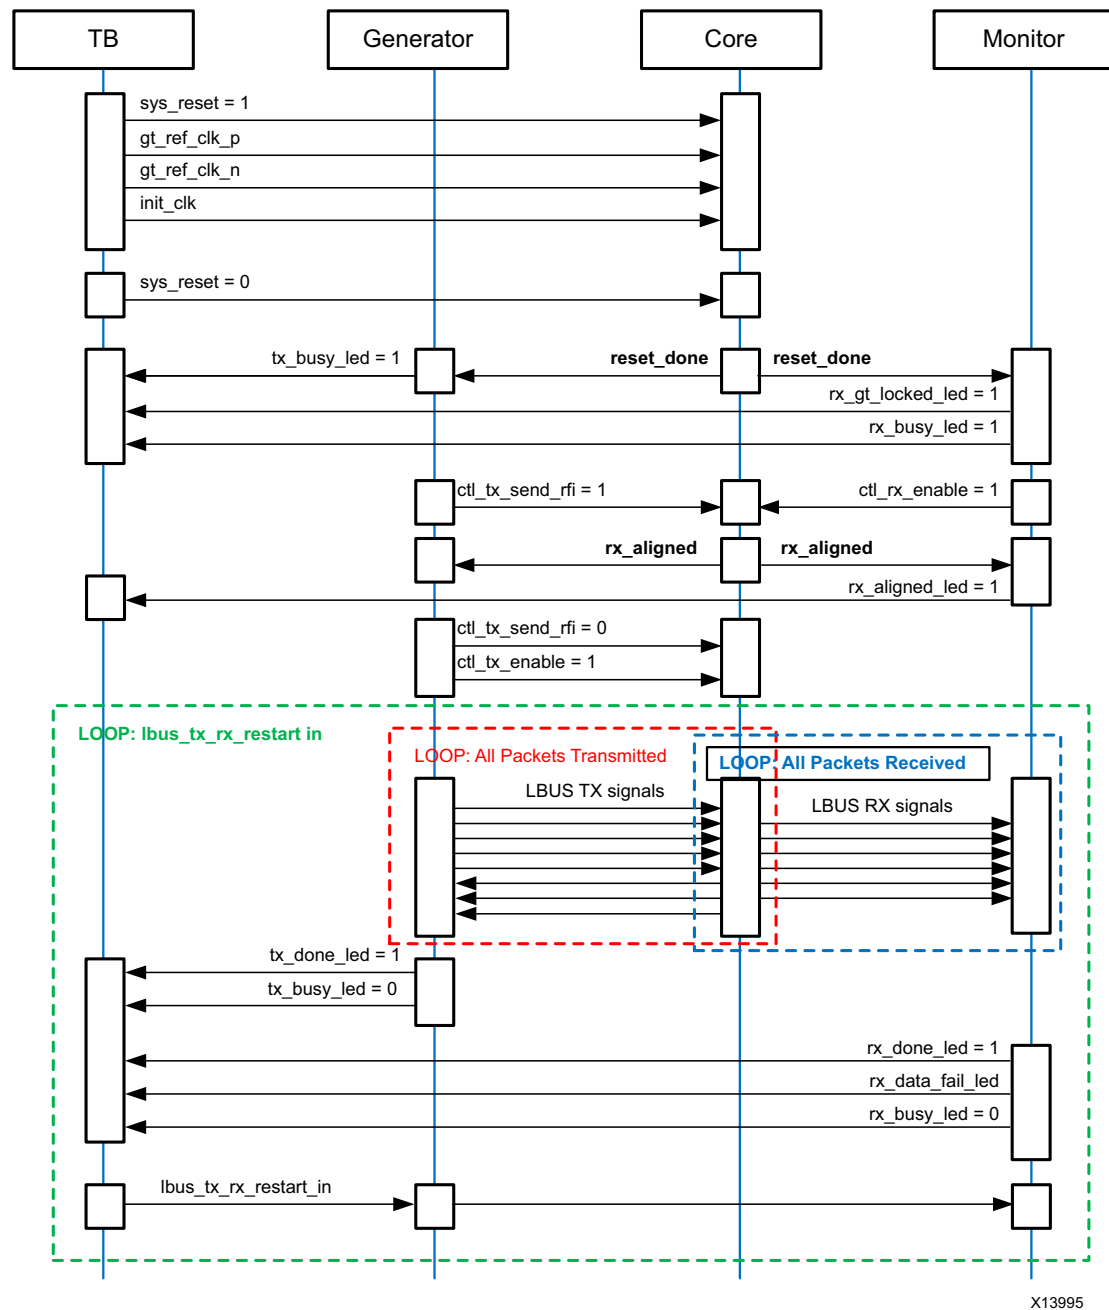 TB
Generator
Core
Monitor
sys_reset = 1
gt_ref_clk_p
gt_ref_clk_n
init_clk
sys_reset = 0
tx_busy_led = 1
reset_done
reset_done
rx_gt_locked_led = 1
rx_busy_led = 1
ctl_tx_send_rfi = 1
ctl_rx_enable = 1
rx_aligned
rx_aligned
rx_aligned_led = 1
ctl_tx_send_rfi = 0
ctl_tx_enable = 1
LOOP: lbus_tx_rx_restart in
LOOP: All Packets Transmitted
LOOP: All Packets Received
LBUS TX signals
LBUS RX signals
tx_done_led = 1
tx_busy_led = 0
rx_done_led = 1
rx_data_fail_led
rx_busy_led = 0
lbus_tx_rx_restart_in
X13995